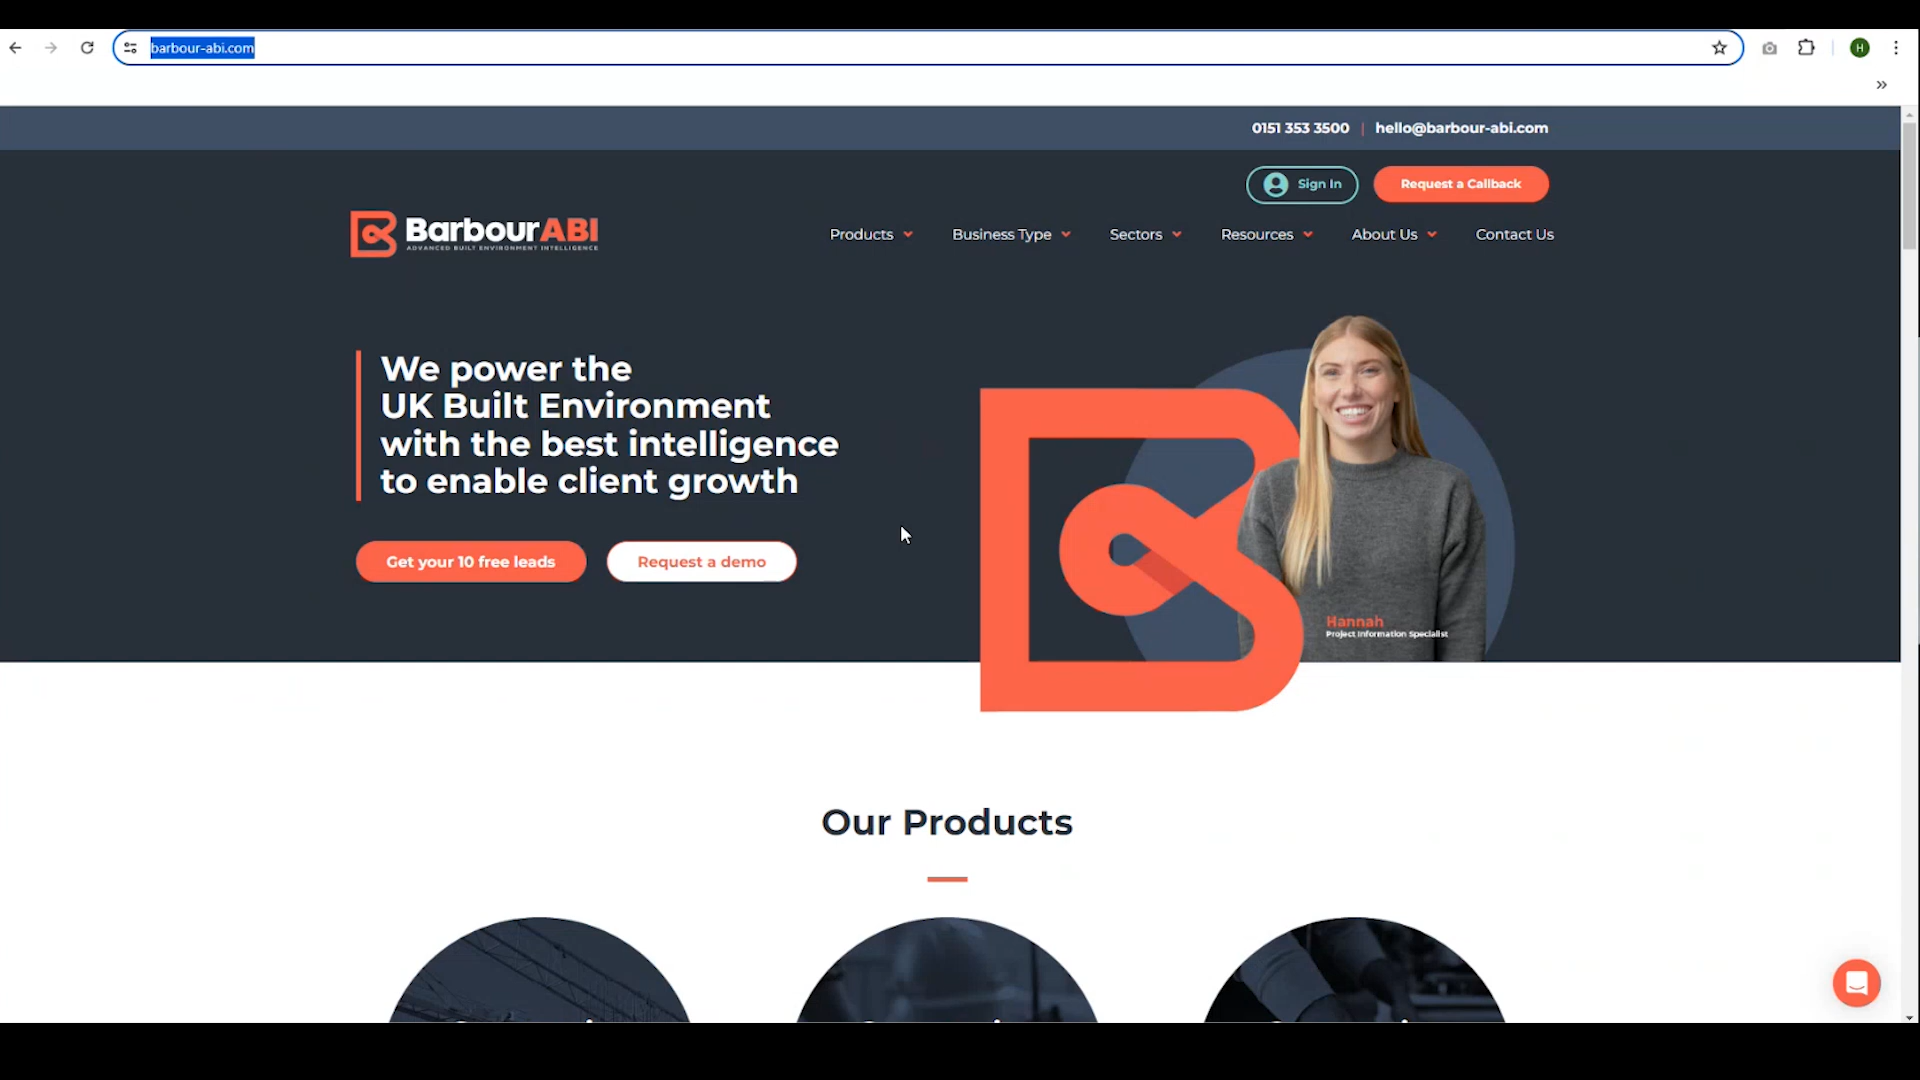 barbour-abi.com
H
0151 353 3500 | hello@barbour-abi.com
Sign In
Request a Callback
BarbourABI
ADVANCED BUILT ENVIRONMENT INTELLIGENCE
Products
Business Type
Sectors
Resources
About Us
Contact Us
We power the
UK Built Environment
with the best intelligence
to enable client growth
Get your 10 free leads
Request a demo
Hannah
Project Information Specialist
Our Products